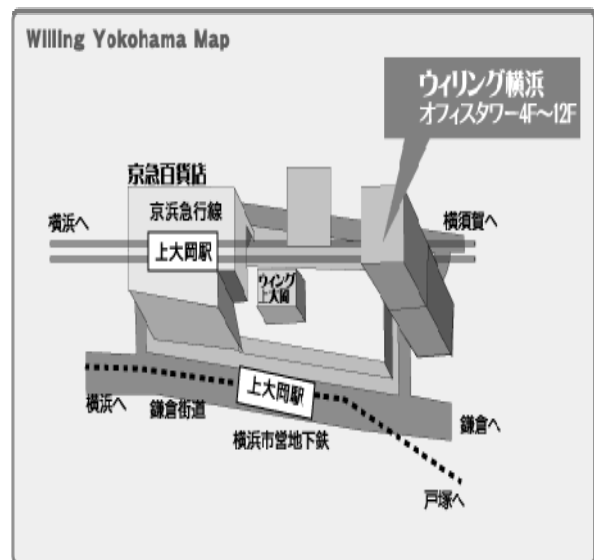 Willing Yokohama Map
ウィリング横浜
オフィスタワー4F〜12F
京急百貨店
京浜急行線
横浜へ
横須賀へ
上大岡駅
ウィング
上大岡
上大岡駅
横浜へ
鎌倉街道
横浜市営地下鉄
鎌倉へ
戸塚へ